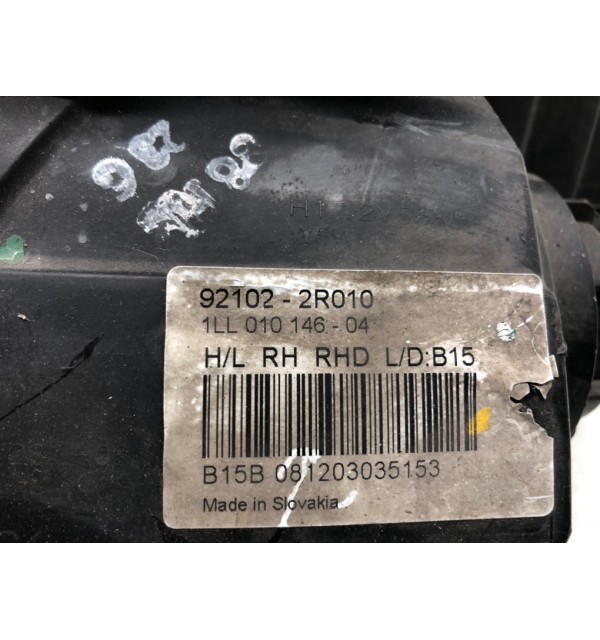 92102 - 2R010
1LL 010 146 - 04
H/L RH RHD L/D:B15
B15B 081203035153
Made in Slovakia